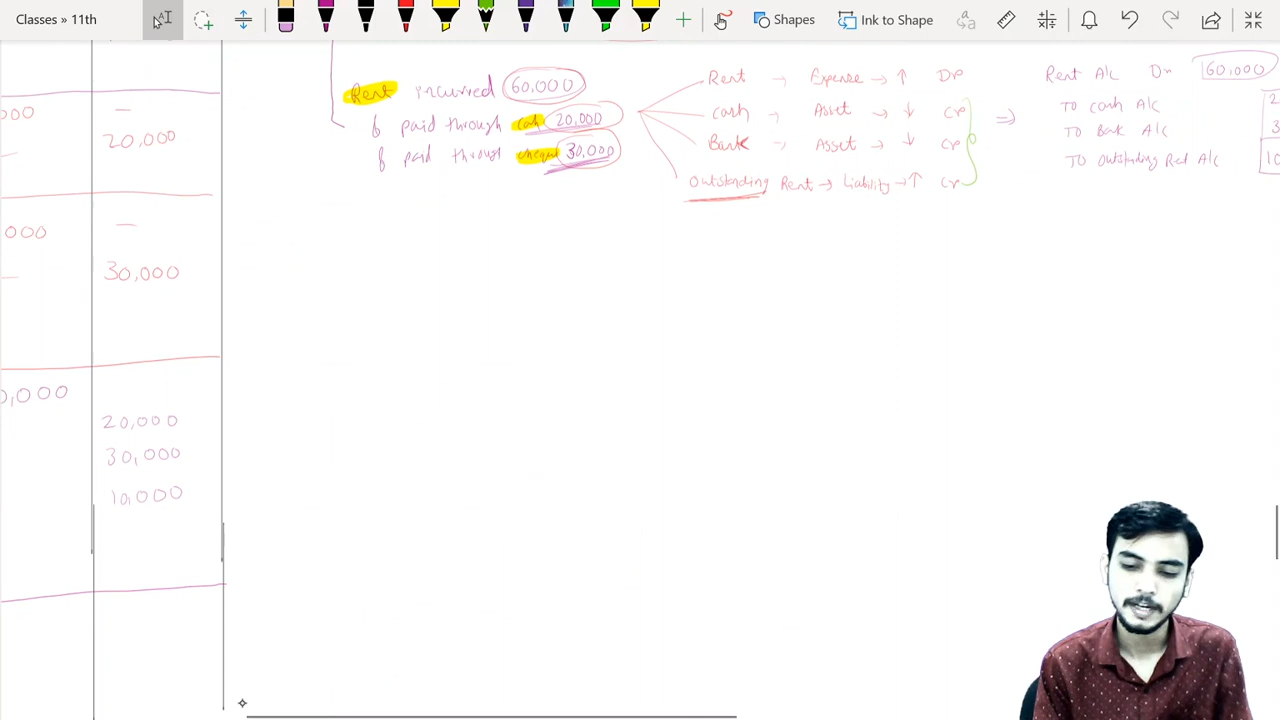 Classes » 11th
Shapes
Ink to Shape
000
20,000
000
30,000
0,000
20,000
30,000
10,000
Rent incurred 60,000
paid through cash 20,000
paid through cheque 30,000
Rent → Expense → ↑ Dr
cash → Asset → ↓ Cr
Bank → Asset → ↓ Cr
Outstanding Rent → Liability → ↑ Cr
⇒
Rent A/c Dr 60,000
To cash A/c 2
To Bank A/c 3
To Outstanding Rent A/c 10